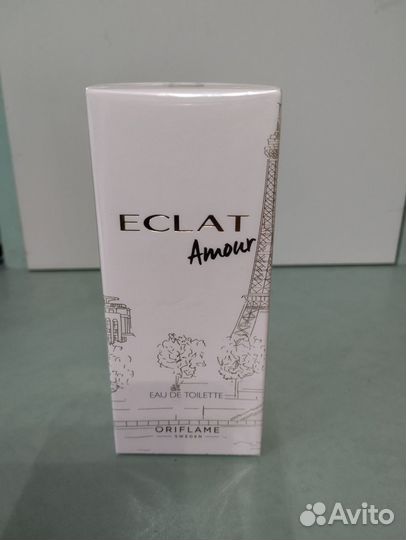 ECLAT
Amour
EAU DE TOILETTE
ORIFLAME
SWEDEN
Avito